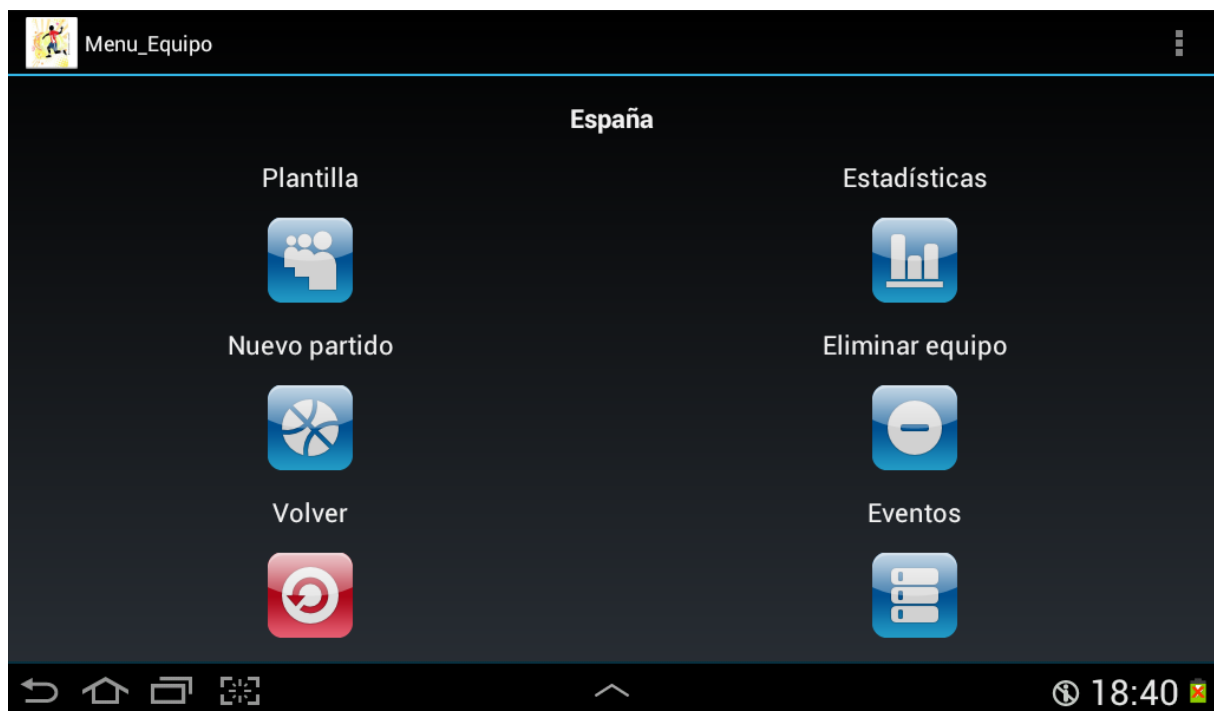 Menu_Equipo
España
Plantilla
Estadísticas
Nuevo partido
Eliminar equipo
Volver
Eventos
18:40